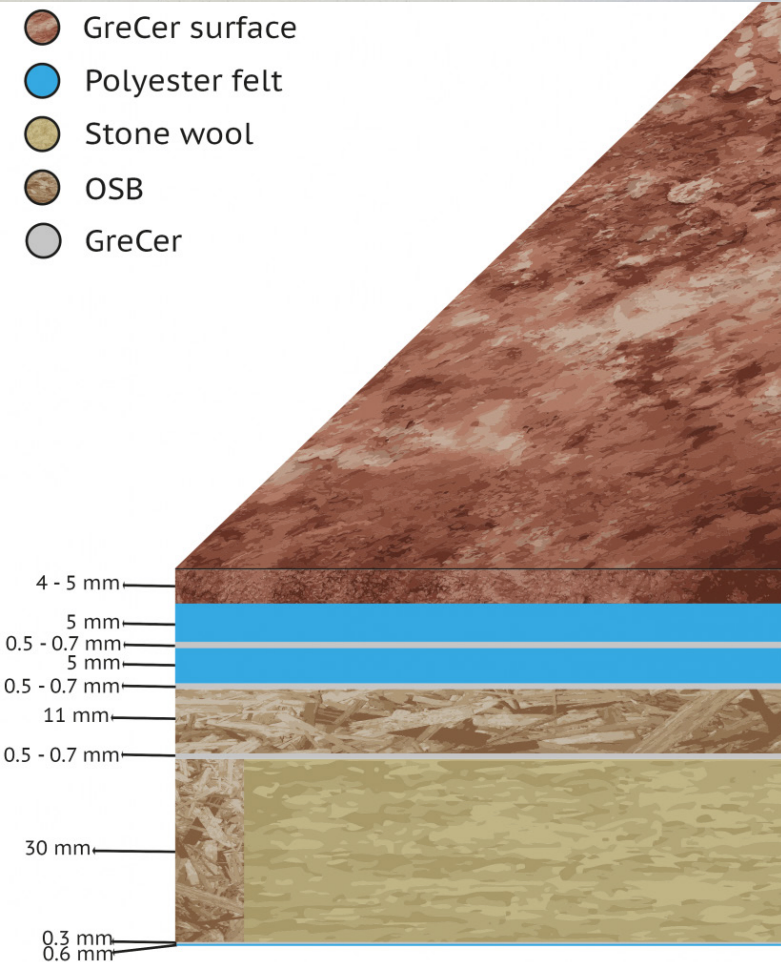 GreCer surface
Polyester felt
Stone wool
OSB
GreCer
4 - 5 mm
5 mm
0.5 - 0.7 mm
5 mm
0.5 - 0.7 mm
11 mm
0.5 - 0.7 mm
30 mm
0.3 mm
0.6 mm